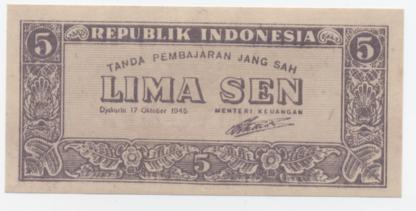 5 REPUBLIK INDONESIA 5
TANDA PEMBAJARAN JANG SAH
LIMA SEN
Djakarta 17 Oktober 1945 MENTERI KEUANGAN
5